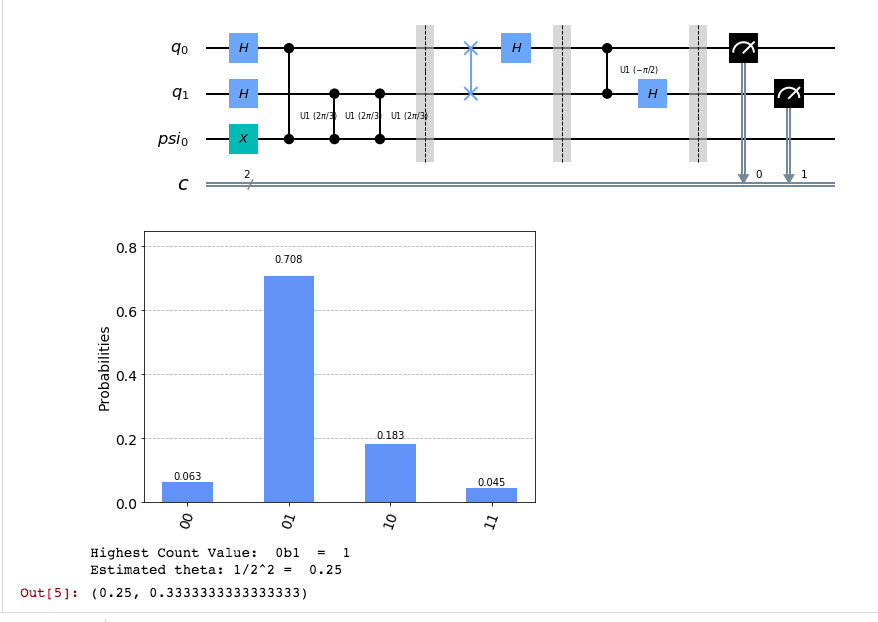 q0 H H
U1 (−π/2)
q1 H H
U1 (2π/3) U1 (2π/3) U1 (2π/3)
psi0 X
2 0 1
c
0.8
0.708
0.6
Probabilities
0.4
0.2
0.183
0.063
0.045
0.0
00 01 10 11
Highest Count Value: 0b1 = 1
Estimated theta: 1/2^2 = 0.25
Out[5]: (0.25, 0.3333333333333333)